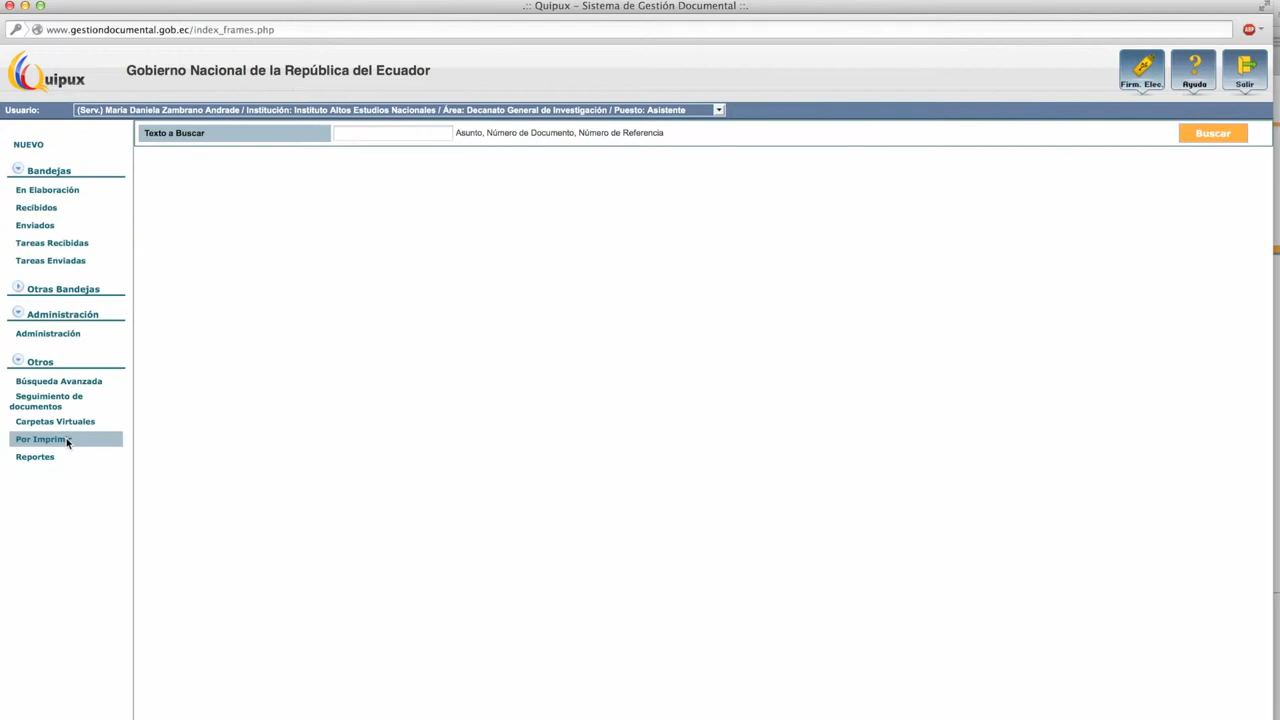 .:: Quipux - Sistema de Gestión Documental ::.
www.gestiondocumental.gob.ec/index_frames.php
ABP
Quipux
Gobierno Nacional de la República del Ecuador
Firm. Elec.
Ayuda
Salir
Usuario:
(Serv.) María Daniela Zambrano Andrade / Institución: Instituto Altos Estudios Nacionales / Área: Decanato General de Investigación / Puesto: Asistente
Texto a Buscar
Asunto, Número de Documento, Número de Referencia
Buscar
NUEVO
Bandejas
En Elaboración
Recibidos
Enviados
Tareas Recibidas
Tareas Enviadas
Otras Bandejas
Administración
Administración
Otros
Búsqueda Avanzada
Seguimiento de
documentos
Carpetas Virtuales
Por Imprimir
Reportes